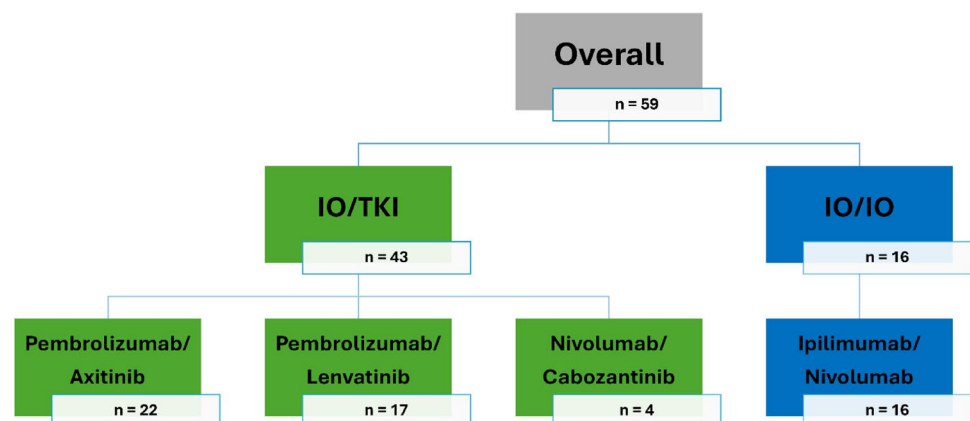 Overall
n = 59
IO/TKI
n = 43
IO/IO
n = 16
Pembrolizumab/
Axitinib
n = 22
Pembrolizumab/
Lenvatinib
n = 17
Nivolumab/
Cabozantinib
n = 4
Ipilimumab/
Nivolumab
n = 16